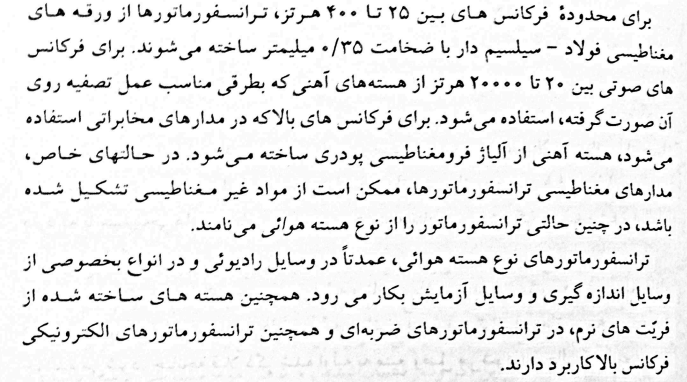 برای محدودهٔ فرکانس های بین ۲۵ تا ۴۰۰ هرتز، ترانسفورماتورها از ورقه های
مغناطیسی فولاد - سیلسیم دار با ضخامت ۰/۳۵ میلیمتر ساخته می‌شوند. برای فرکانس
های صوتی بین ۲۰ تا ۲۰۰۰۰ هرتز از هسته‌های آهنی که بطرقی مناسب عمل تصفیه روی
آن صورت گرفته، استفاده می‌شود. برای فرکانس های بالا که در مدارهای مخابراتی استفاده
می‌شود، هسته آهنی از آلیاژ فرومغناطیسی پودری ساخته می‌شود. در حالتهای خاص،
مدارهای مغناطیسی ترانسفورماتورها، ممکن است از مواد غیر مغناطیسی تشکیل شده
باشد، در چنین حالتی ترانسفورماتور را از نوع هسته هوائی می‌نامند.
ترانسفورماتورهای نوع هسته هوائی، عمدتاً در وسایل رادیوئی و در انواع بخصوصی از
وسایل اندازه گیری و وسایل آزمایش بکار می رود. همچنین هسته های ساخته شده از
فریّت های نرم، در ترانسفورماتورهای ضربه‌ای و همچنین ترانسفورماتورهای الکترونیکی
فرکانس بالا کاربرد دارند.